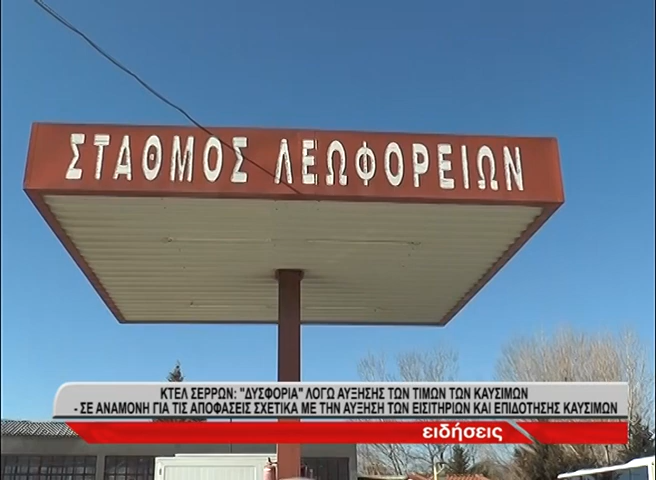 ΣΤΑΘΜΟΣ ΛΕΩΦΟΡΕΙΩΝ
ΚΤΕΛ ΣΕΡΡΩΝ: "ΔΥΣΦΟΡΙΑ" ΛΟΓΩ ΑΥΞΗΣΗΣ ΤΩΝ ΤΙΜΩΝ ΤΩΝ ΚΑΥΣΙΜΩΝ
- ΣΕ ΑΝΑΜΟΝΗ ΓΙΑ ΤΙΣ ΑΠΟΦΑΣΕΙΣ ΣΧΕΤΙΚΑ ΜΕ ΤΗΝ ΑΥΞΗΣΗ ΤΩΝ ΕΙΣΙΤΗΡΙΩΝ ΚΑΙ ΕΠΙΔΟΤΗΣΗΣ ΚΑΥΣΙΜΩΝ
ειδήσεις